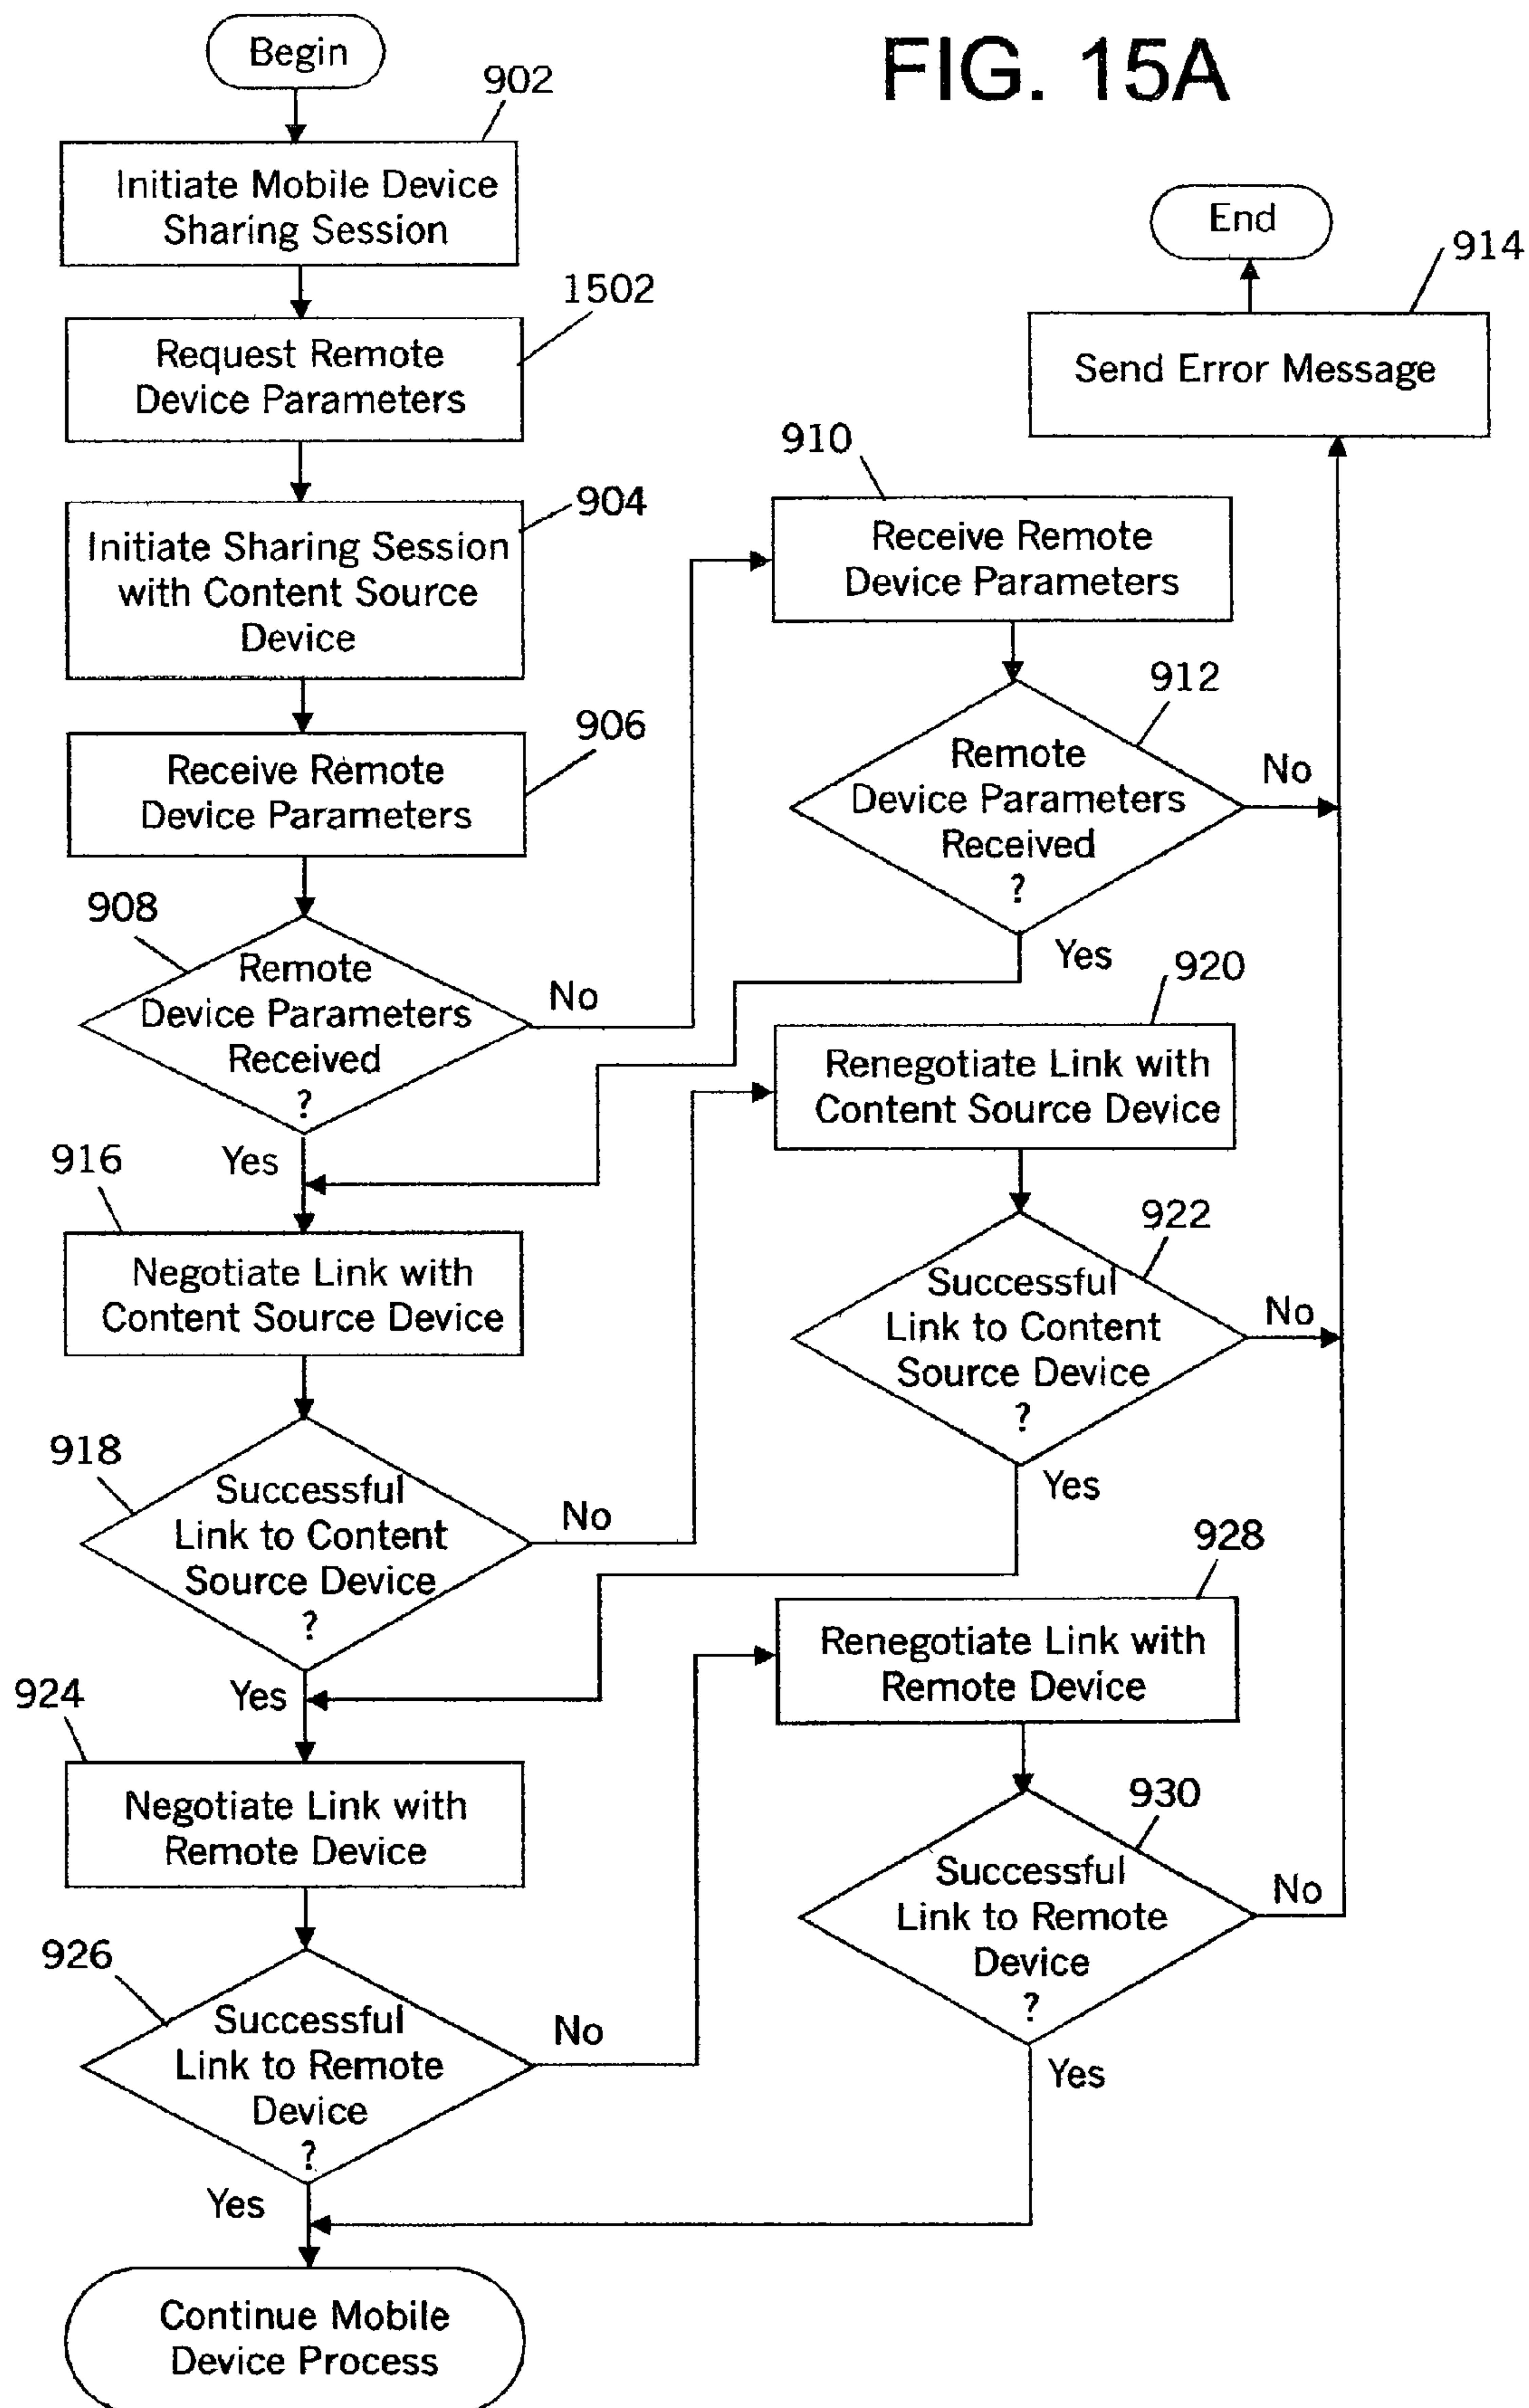 FIG. 15A
Begin
902
Initiate Mobile Device
Sharing Session
1502
Request Remote
Device Parameters
904
Initiate Sharing Session
with Content Source
Device
906
Receive Remote
Device Parameters
908
Remote
Device Parameters
Received
?
No
Yes
910
Receive Remote
Device Parameters
912
Remote
Device Parameters
Received
?
No
Yes
914
Send Error Message
End
916
Negotiate Link with
Content Source Device
918
Successful
Link to Content
Source Device
?
No
Yes
920
Renegotiate Link with
Content Source Device
922
Successful
Link to Content
Source Device
?
No
Yes
924
Negotiate Link with
Remote Device
926
Successful
Link to Remote
Device
?
No
Yes
928
Renegotiate Link with
Remote Device
930
Successful
Link to Remote
Device
?
No
Yes
Continue Mobile
Device Process